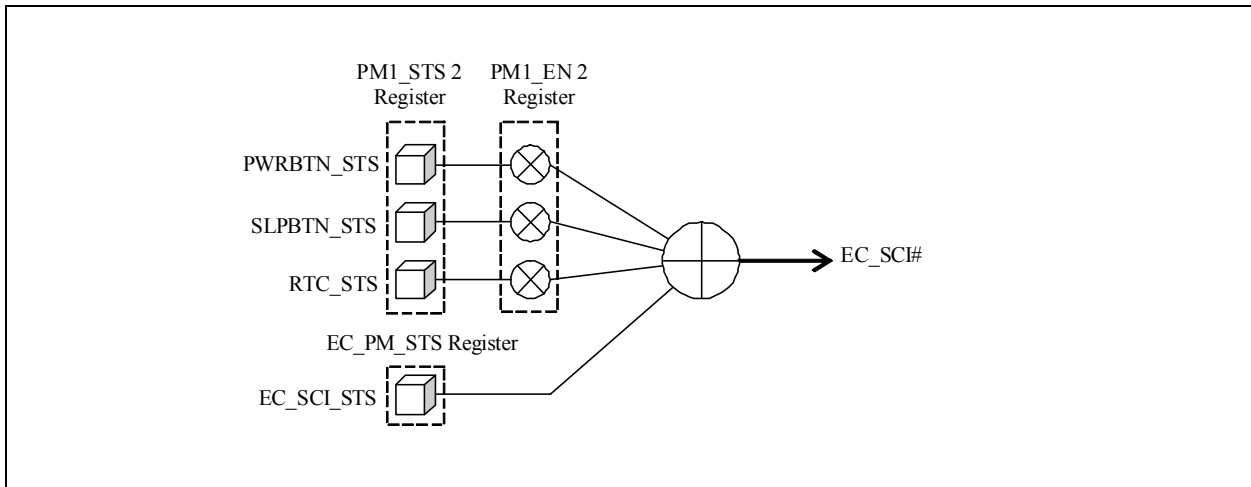 PM1_STS 2
Register
PM1_EN 2
Register
PWRBTN_STS
SLPBTN_STS
RTC_STS
EC_SCI#
EC_PM_STS Register
EC_SCI_STS